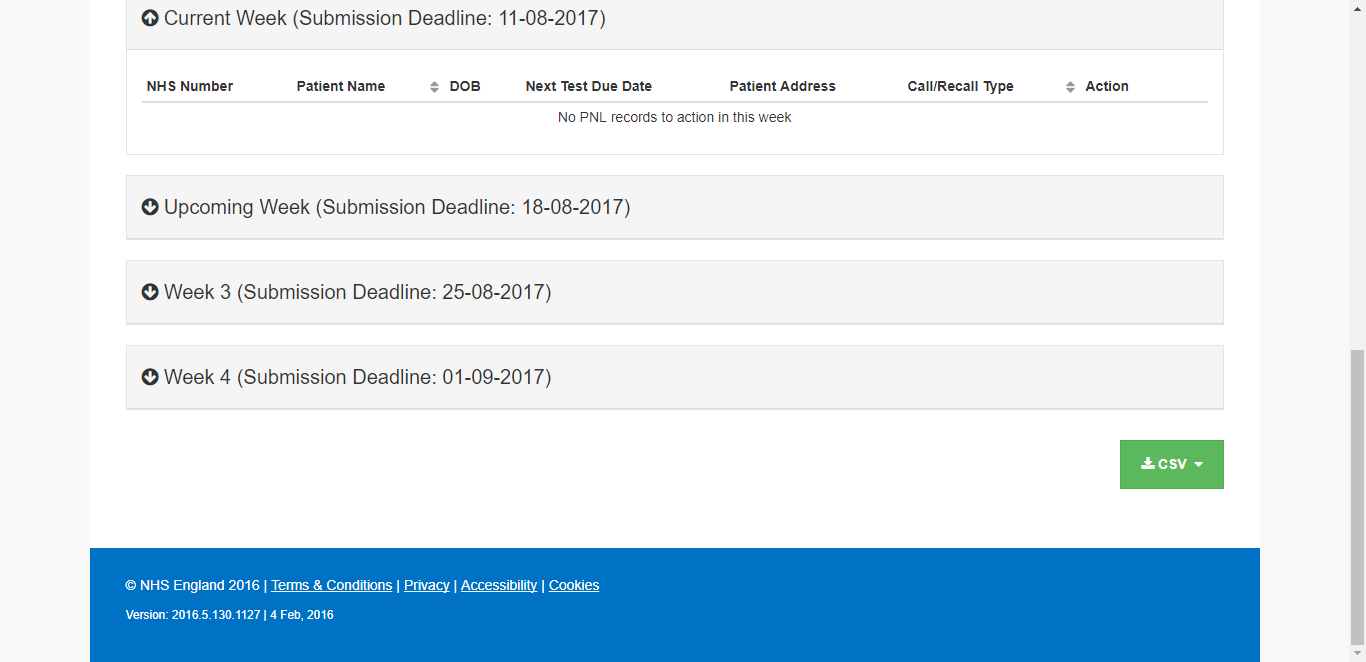 Current Week (Submission Deadline: 11-08-2017)
NHS Number Patient Name DOB Next Test Due Date Patient Address Call/Recall Type Action
No PNL records to action in this week
Upcoming Week (Submission Deadline: 18-08-2017)
Week 3 (Submission Deadline: 25-08-2017)
Week 4 (Submission Deadline: 01-09-2017)
CSV
© NHS England 2016 | Terms & Conditions | Privacy | Accessibility | Cookies
Version: 2016.5.130.1127 | 4 Feb, 2016